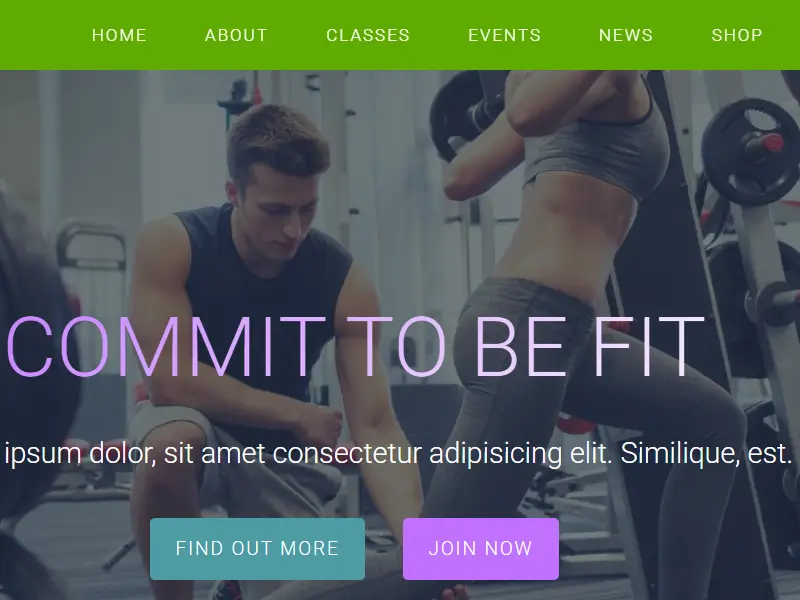 HOME ABOUT CLASSES EVENTS NEWS SHOP
COMMIT TO BE FIT
ipsum dolor, sit amet consectetur adipisicing elit. Similique, est.
FIND OUT MORE JOIN NOW